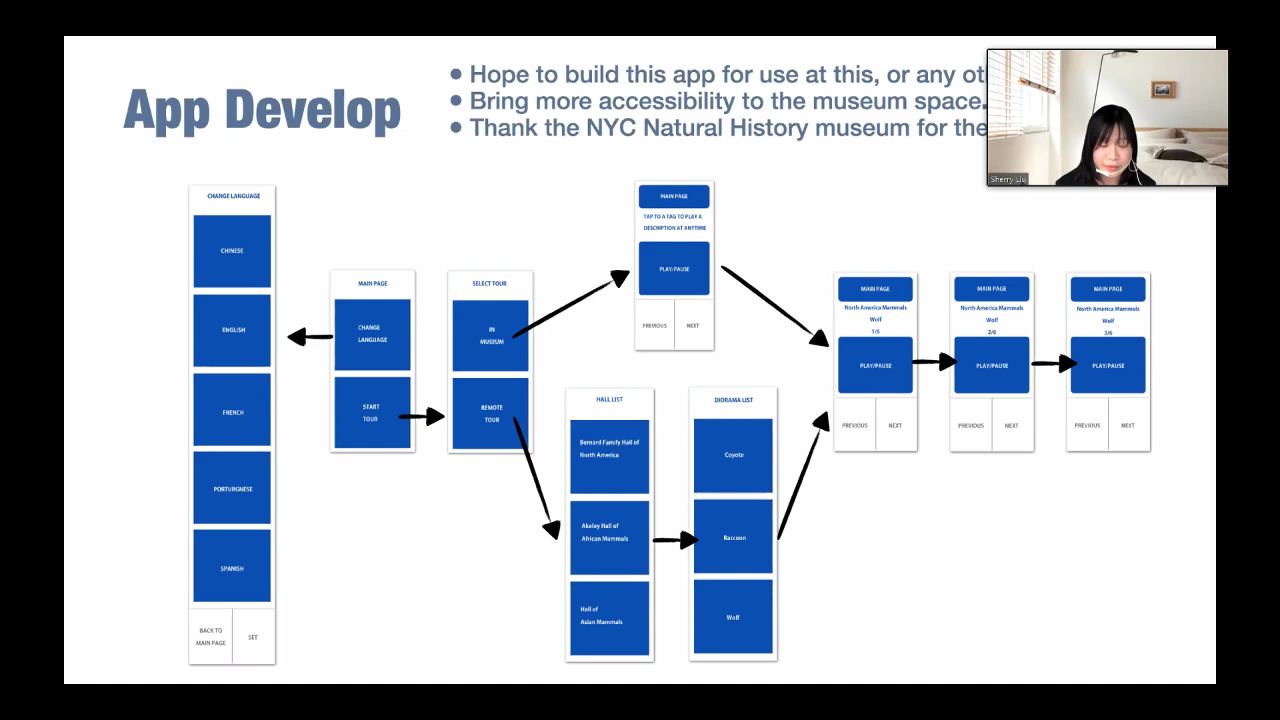 App Develop
● Hope to build this app for use at this, or any ot
● Bring more accessibility to the museum space.
● Thank the NYC Natural History museum for the
Sherry Liu
CHANGE LANGUAGE
CHINESE
ENGLISH
FRENCH
PORTURGNESE
SPANISH
BACK TO
MAIN PAGE
SET
MAIN PAGE
CHANGE
LANGUAGE
START
TOUR
SELECT TOUR
IN
MUSEUM
REMOTE
TOUR
MAIN PAGE
TAP TO A TAG TO PLAY A
DESCRIPTION AT ANYTIME
PLAY/PAUSE
PREVIOUS
NEXT
HALL LIST
Bernard Family Hall of
North America
Akeley Hall of
African Mammals
Hall of
Asian Mammals
DIORAMA LIST
Coyote
Raccoon
Wolf
MAIN PAGE
North America Mammals
Wolf
1/6
PLAY/PAUSE
PREVIOUS
NEXT
MAIN PAGE
North America Mammals
Wolf
2/6
PLAY/PAUSE
PREVIOUS
NEXT
MAIN PAGE
North America Mammals
Wolf
3/6
PLAY/PAUSE
PREVIOUS
NEXT